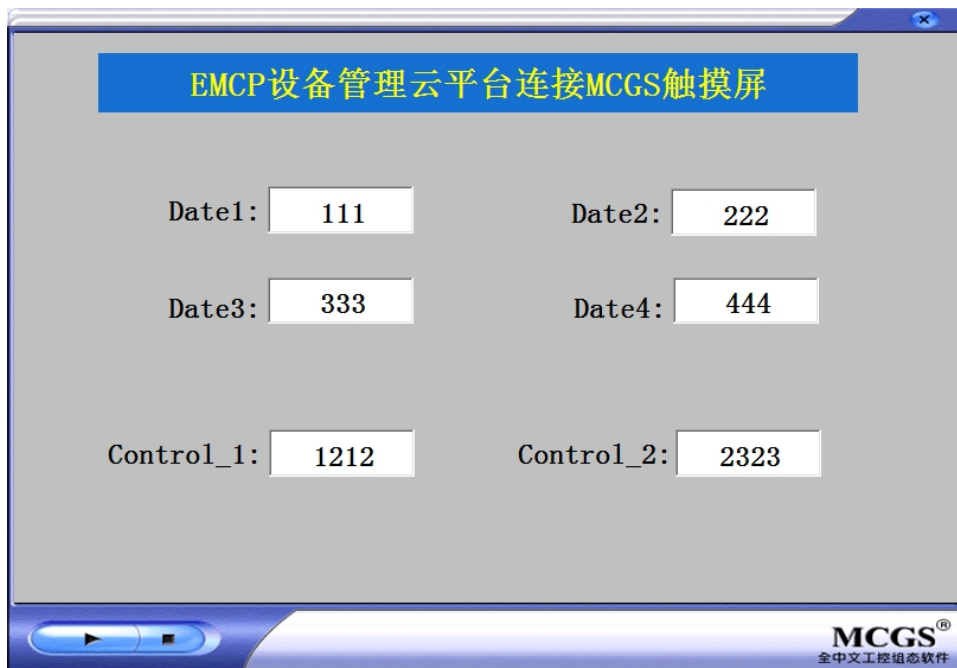 EMCP设备管理云平台连接MCGS触摸屏
Date1: 111 Date2: 222
Date3: 333 Date4: 444
Control_1: 1212 Control_2: 2323
MCGS®
全中文工控组态软件